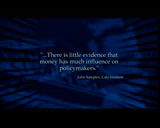 "...There is little evidence that
money has much influence on
policymakers."
John Samples, Cato Institute